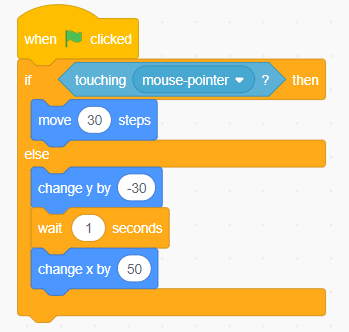 when clicked
if touching mouse-pointer ? then
move 30 steps
else
change y by -30
wait 1 seconds
change x by 50